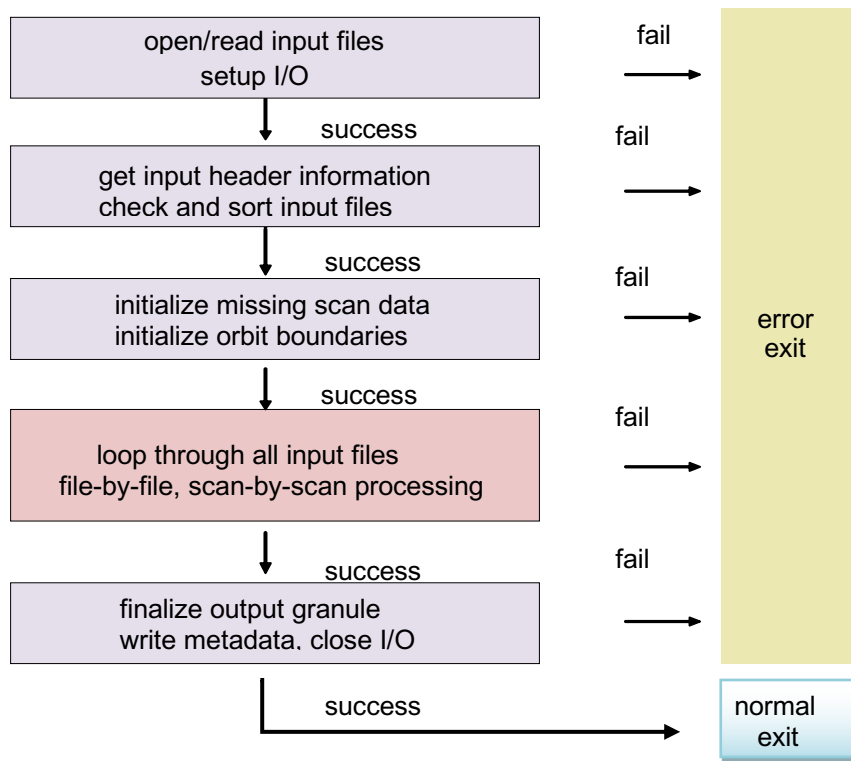 open/read input files
setup I/O
fail
success
get input header information
check and sort input files
fail
success
initialize missing scan data
initialize orbit boundaries
fail
error
exit
success
loop through all input files
file-by-file, scan-by-scan processing
fail
success
finalize output granule
write metadata, close I/O
fail
success
normal
exit